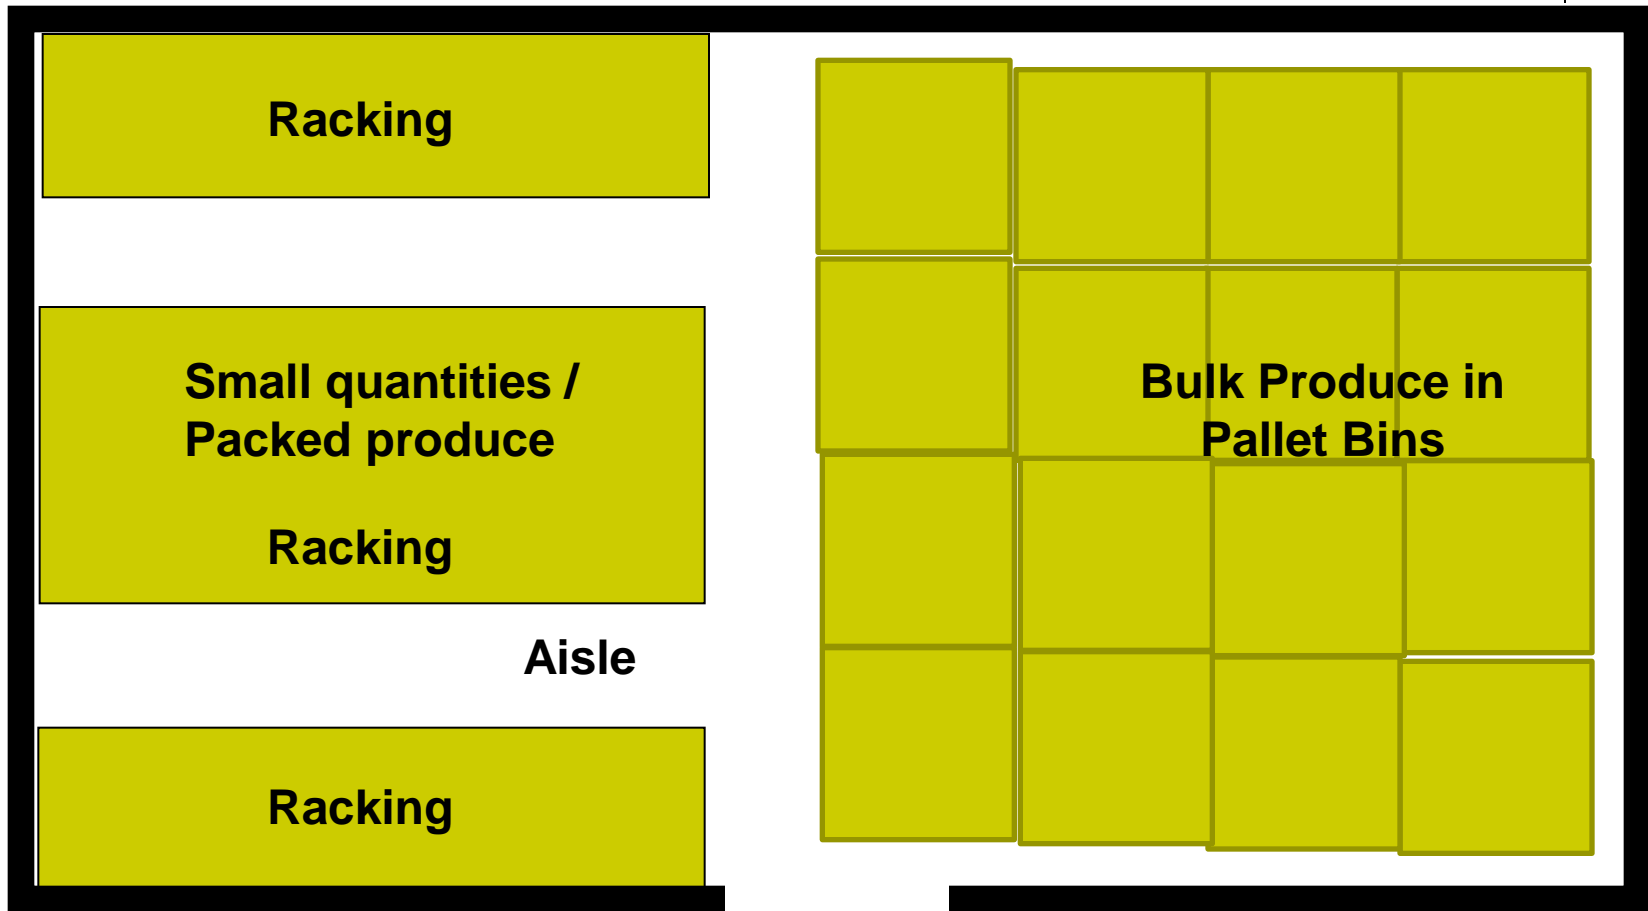 Racking
Small quantities /
Packed produce
Racking
Aisle
Racking
Bulk Produce in
Pallet Bins